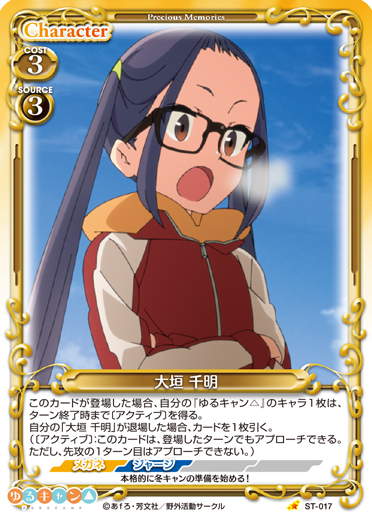 Precious Memories
Character
COST
3
SOURCE
3
大垣 千明
このカードが登場した場合、自分の『ゆるキャン△』のキャラ1枚は、
ターン終了時まで〔アクティブ〕を得る。
自分の「大垣 千明」が退場した場合、カードを1枚引く。
(〔アクティブ〕:このカードは、登場したターンでもアプローチできる。
ただし、先攻の1ターン目はアプローチできない。)
メガネ ジャージ
本格的に冬キャンの準備を始める!
ゆるキャン△
©あfろ・芳文社/野外活動サークル
ST-017